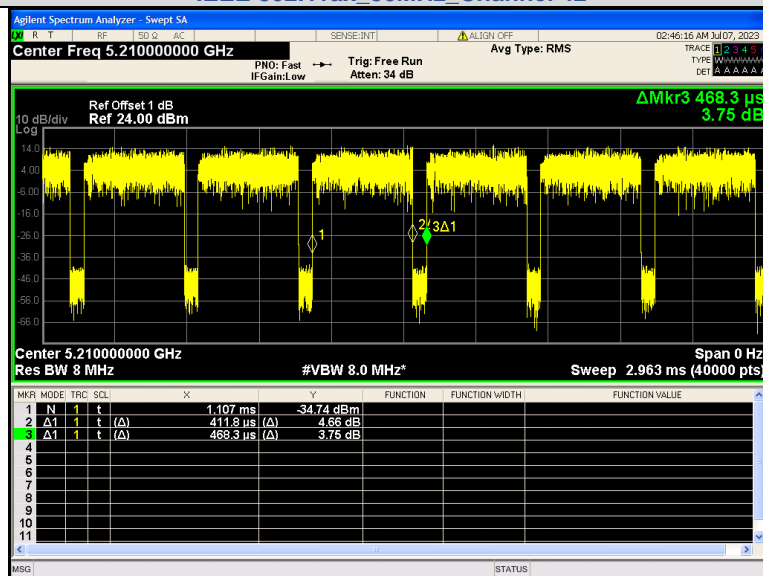 Agilent Spectrum Analyzer - Swept SA
R T RF 50 Ω AC SENSE:INT ALIGN OFF 02:46:16 AM Jul 07, 2023
Center Freq 5.210000000 GHz Avg Type: RMS TRACE 1 2 3 4 5
PNO: Fast Trig: Free Run TYPE
IFGain:Low Atten: 34 dB DET A A A A A
ΔMkr3 468.3 µs
Ref Offset 1 dB
10 dB/div Ref 24.00 dBm 3.75 dB
Log
14.0
4.00
-6.00
-16.0
2 3Δ1
1
-26.0
-36.0
-46.0
-56.0
-66.0
Center 5.210000000 GHz Span 0 Hz
Res BW 8 MHz #VBW 8.0 MHz* Sweep 2.963 ms (40000 pts)
MKR MODE TRC SCL X Y FUNCTION FUNCTION WIDTH FUNCTION VALUE
1 N 1 t 1.107 ms -34.74 dBm
2 Δ1 1 t (Δ) 411.8 µs (Δ) 4.66 dB
3 Δ1 1 t (Δ) 468.3 µs (Δ) 3.75 dB
4
5
6
7
8
9
10
11
MSG STATUS